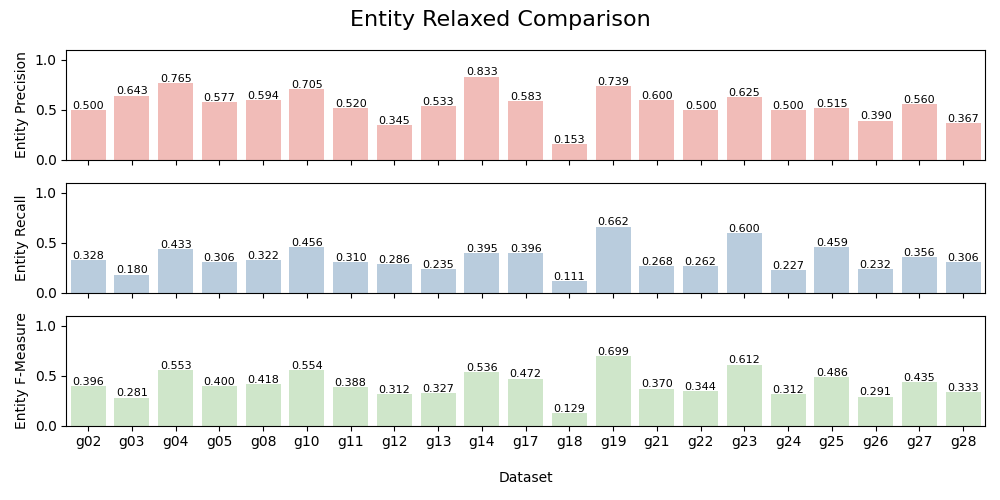 Entity Relaxed Comparison
Entity Precision
1.0
0.5
0.0
0.500 0.643 0.765 0.577 0.594 0.705 0.520 0.345 0.533 0.833 0.583 0.153 0.739 0.600 0.500 0.625 0.500 0.515 0.390 0.560 0.367
Entity Recall
1.0
0.5
0.0
0.328 0.180 0.433 0.306 0.322 0.456 0.310 0.286 0.235 0.395 0.396 0.111 0.662 0.268 0.262 0.600 0.227 0.459 0.232 0.356 0.306
Entity F-Measure
1.0
0.5
0.0
0.396 0.281 0.553 0.400 0.418 0.554 0.388 0.312 0.327 0.536 0.472 0.129 0.699 0.370 0.344 0.612 0.312 0.486 0.291 0.435 0.333
g02 g03 g04 g05 g08 g10 g11 g12 g13 g14 g17 g18 g19 g21 g22 g23 g24 g25 g26 g27 g28
Dataset